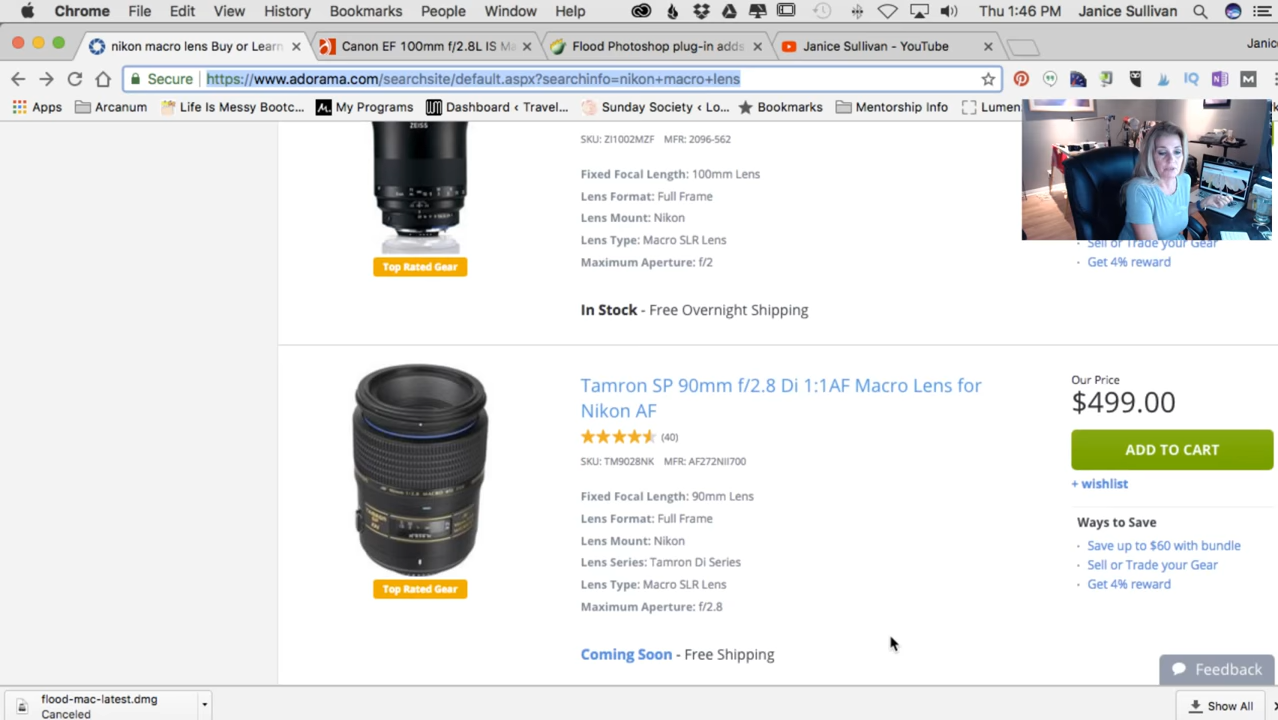 Chrome File Edit View History Bookmarks People Window Help Thu 1:46 PM Janice Sullivan
nikon macro lens Buy or Learn
Canon EF 100mm f/2.8L IS Ma
Flood Photoshop plug-in adds
Janice Sullivan - YouTube
Janic
Secure https://www.adorama.com/searchsite/default.aspx?searchinfo=nikon+macro+lens
Apps Arcanum Life Is Messy Bootc... My Programs Dashboard ‹ Travel... Sunday Society ‹ Lo... Bookmarks Mentorship Info Lumen
ZEISS
SKU: ZI1002MZF MFR: 2096-562
Fixed Focal Length: 100mm Lens
Lens Format: Full Frame
Lens Mount: Nikon
Lens Type: Macro SLR Lens
Maximum Aperture: f/2
Top Rated Gear
In Stock - Free Overnight Shipping
Sell or Trade your Gear
Get 4% reward
Tamron SP 90mm f/2.8 Di 1:1AF Macro Lens for
Nikon AF
(40)
SKU: TM9028NK MFR: AF272NII700
Fixed Focal Length: 90mm Lens
Lens Format: Full Frame
Lens Mount: Nikon
Lens Series: Tamron Di Series
Lens Type: Macro SLR Lens
Maximum Aperture: f/2.8
Top Rated Gear
Coming Soon - Free Shipping
Our Price
$499.00
ADD TO CART
+ wishlist
Ways to Save
· Save up to $60 with bundle
· Sell or Trade your Gear
· Get 4% reward
Feedback
flood-mac-latest.dmg
Canceled
Show All